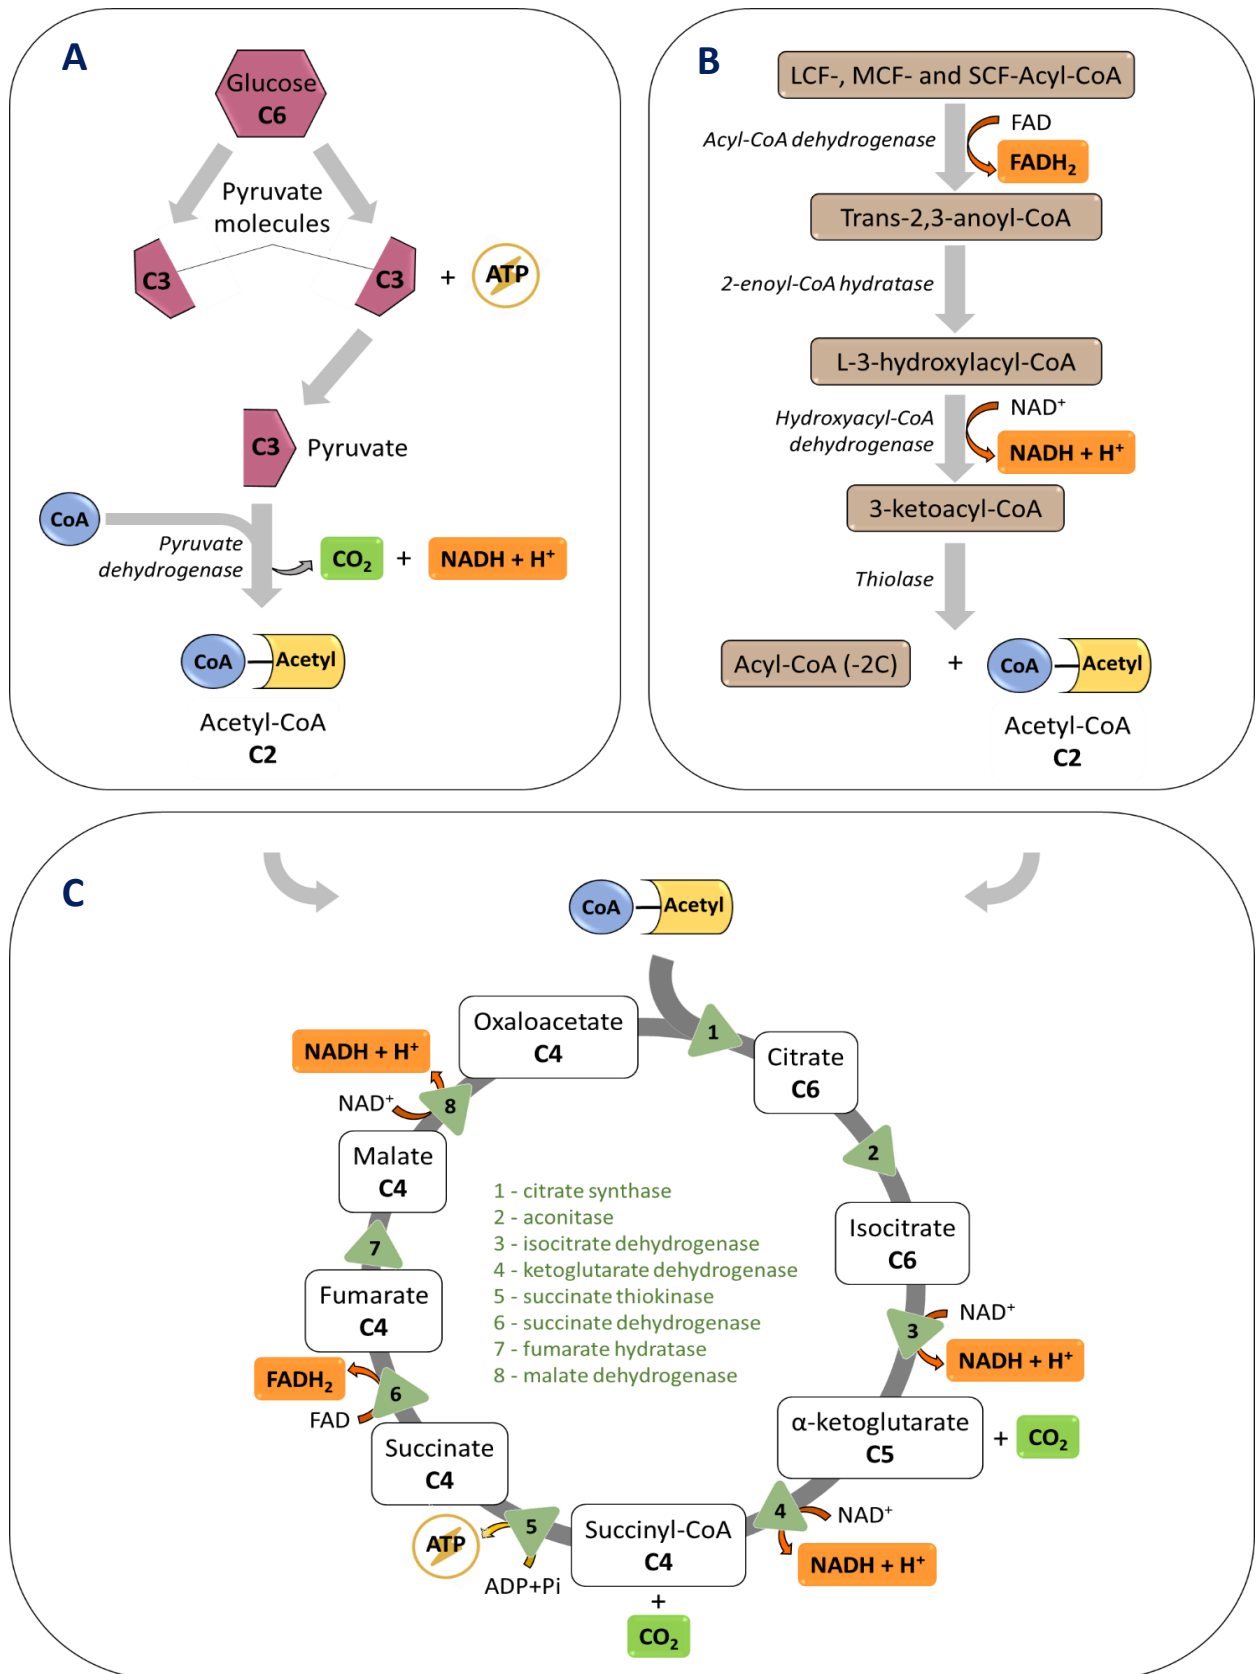 A
Glucose
C6
Pyruvate
molecules
C3
C3
+
ATP
C3
Pyruvate
CoA
Pyruvate
dehydrogenase
CO₂
+
NADH + H⁺
CoA
Acetyl
Acetyl-CoA
C2
B
LCF-, MCF- and SCF-Acyl-CoA
Acyl-CoA dehydrogenase
FAD
FADH₂
Trans-2,3-anoyl-CoA
2-enoyl-CoA hydratase
L-3-hydroxylacyl-CoA
Hydroxyacyl-CoA
dehydrogenase
NAD⁺
NADH + H⁺
3-ketoacyl-CoA
Thiolase
Acyl-CoA (-2C)
+
CoA
Acetyl
Acetyl-CoA
C2
C
CoA
Acetyl
Oxaloacetate
C4
1
Citrate
C6
2
Isocitrate
C6
3
NAD⁺
NADH + H⁺
α-ketoglutarate
C5
+
CO₂
4
NAD⁺
NADH + H⁺
Succinyl-CoA
C4
+
CO₂
5
ADP+Pi
ATP
Succinate
C4
6
FAD
FADH₂
Fumarate
C4
7
Malate
C4
8
NAD⁺
NADH + H⁺
1 - citrate synthase
2 - aconitase
3 - isocitrate dehydrogenase
4 - ketoglutarate dehydrogenase
5 - succinate thiokinase
6 - succinate dehydrogenase
7 - fumarate hydratase
8 - malate dehydrogenase